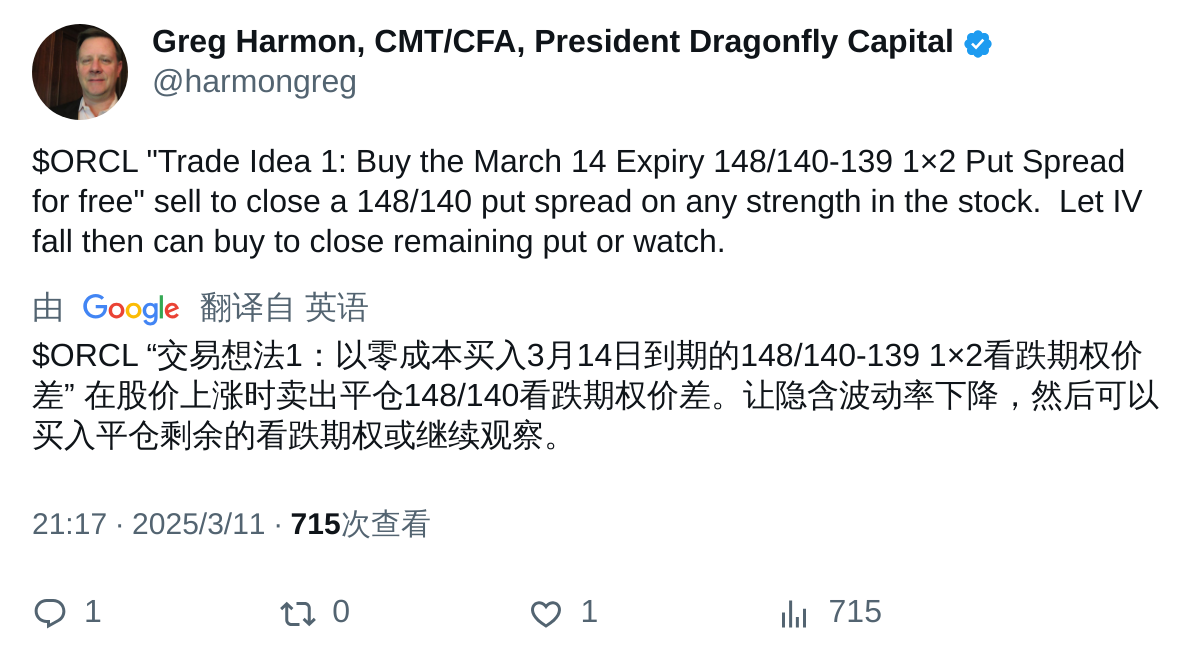 Greg Harmon, CMT/CFA, President Dragonfly Capital
@harmongreg
$ORCL "Trade Idea 1: Buy the March 14 Expiry 148/140-139 1×2 Put Spread
for free" sell to close a 148/140 put spread on any strength in the stock.  Let IV
fall then can buy to close remaining put or watch.
由 Google 翻译自 英语
$ORCL “交易想法1：以零成本买入3月14日到期的148/140-139 1×2看跌期权价
差” 在股价上涨时卖出平仓148/140看跌期权价差。让隐含波动率下降，然后可以
买入平仓剩余的看跌期权或继续观察。
21:17 · 2025/3/11 · 715次查看
1 0 1 715